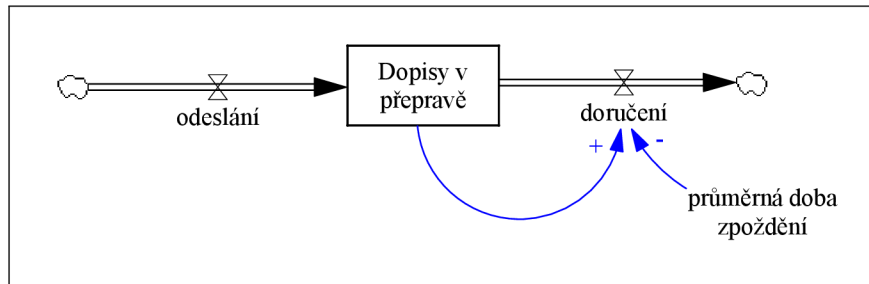 Dopisy v
přepravě
odeslání
doručení
+ -
průměrná doba
zpoždění